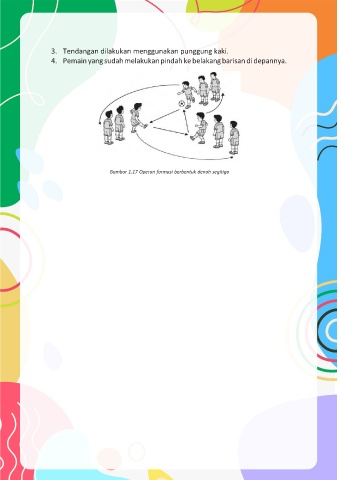 3. Tendangan dilakukan menggunakan punggung kaki.
4. Pemain yang sudah melakukan pindah ke belakang barisan di depannya.
Gambar 1.17 Operan formasi berbentuk denah segitiga